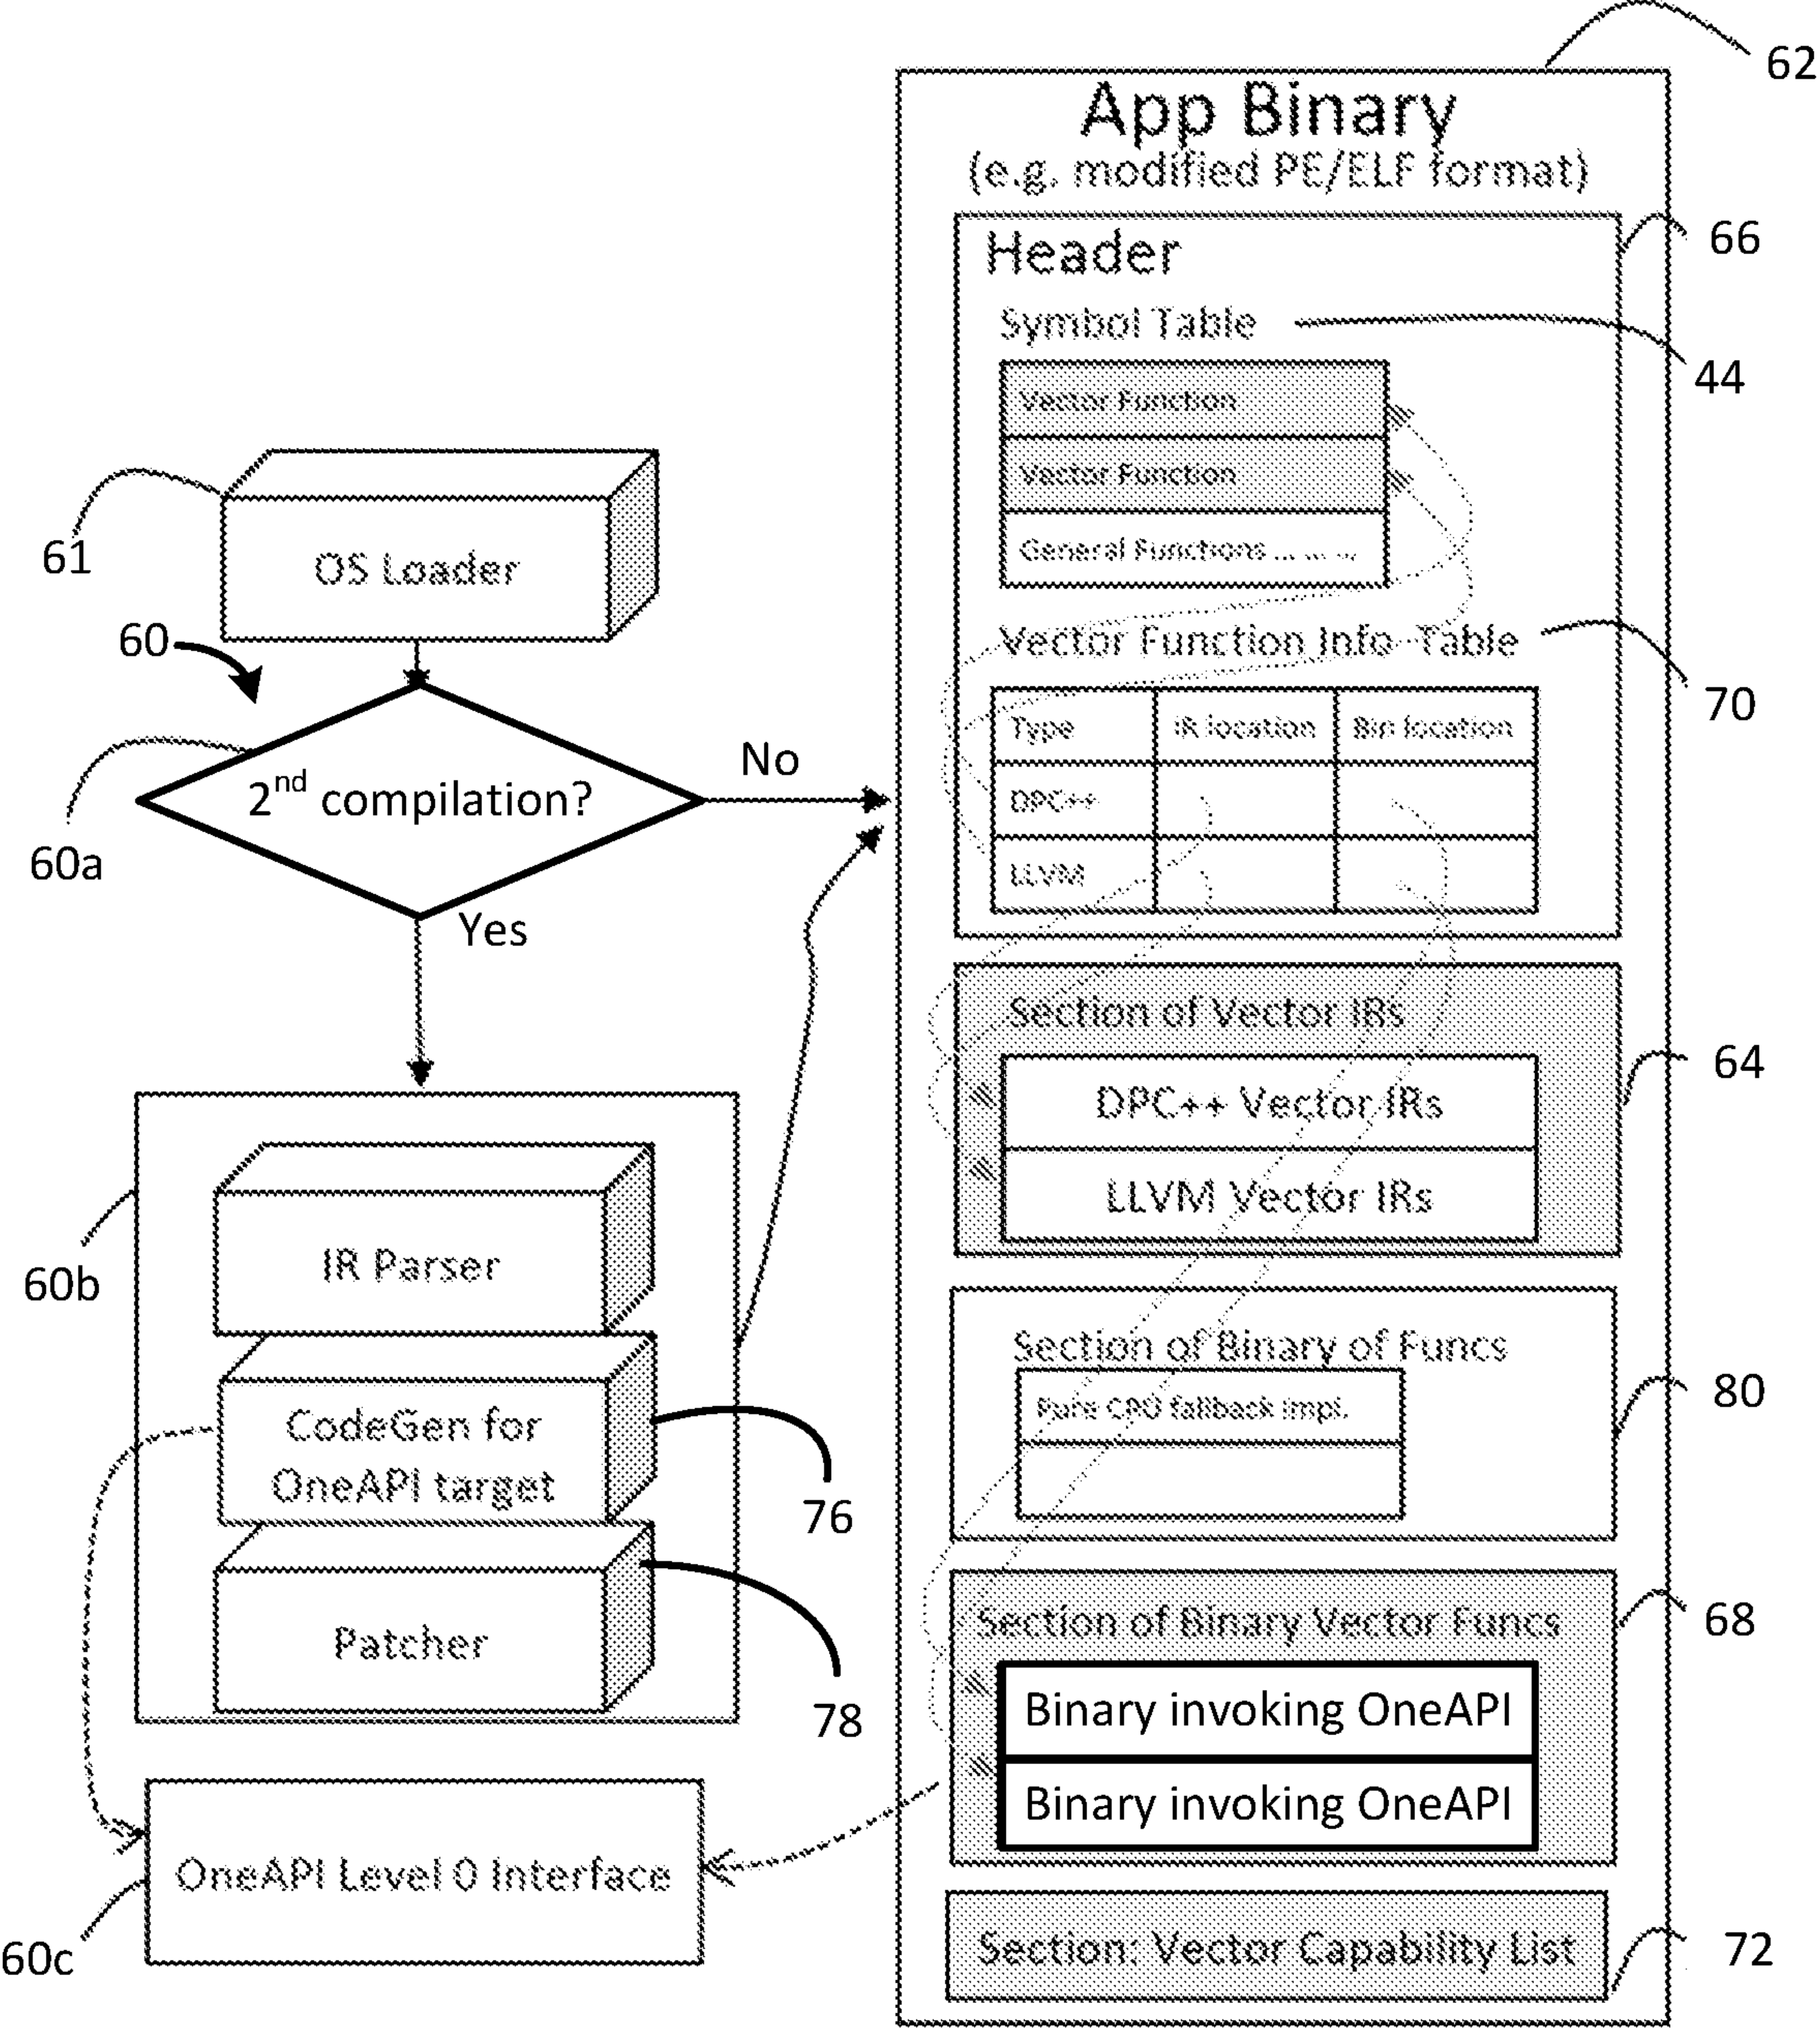 62
App Binary
(e.g. modified PE/ELF format)
66
Header
Symbol Table
44
Vector Function
Vector Function
General Functions ... ... ...
61
OS Loader
60
Vector Function Info Table
70
Type IR location Bin location
DPC++
LLVM
60a
2nd compilation?
No
Yes
Section of Vector IRs
64
DPC++ Vector IRs
LLVM Vector IRs
60b
IR Parser
CodeGen for
OneAPI target
76
Patcher
78
Section of Binary of Funcs
80
Pure CPU fallback impl.
Section of Binary Vector Funcs
68
Binary invoking OneAPI
Binary invoking OneAPI
OneAPI Level 0 Interface
60c
Section: Vector Capability List
72